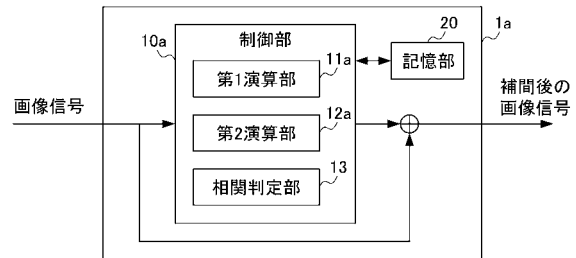 20
1a
10a
制御部
記憶部
11a
第1演算部
画像信号
補間後の
画像信号
12a
第2演算部
13
相関判定部